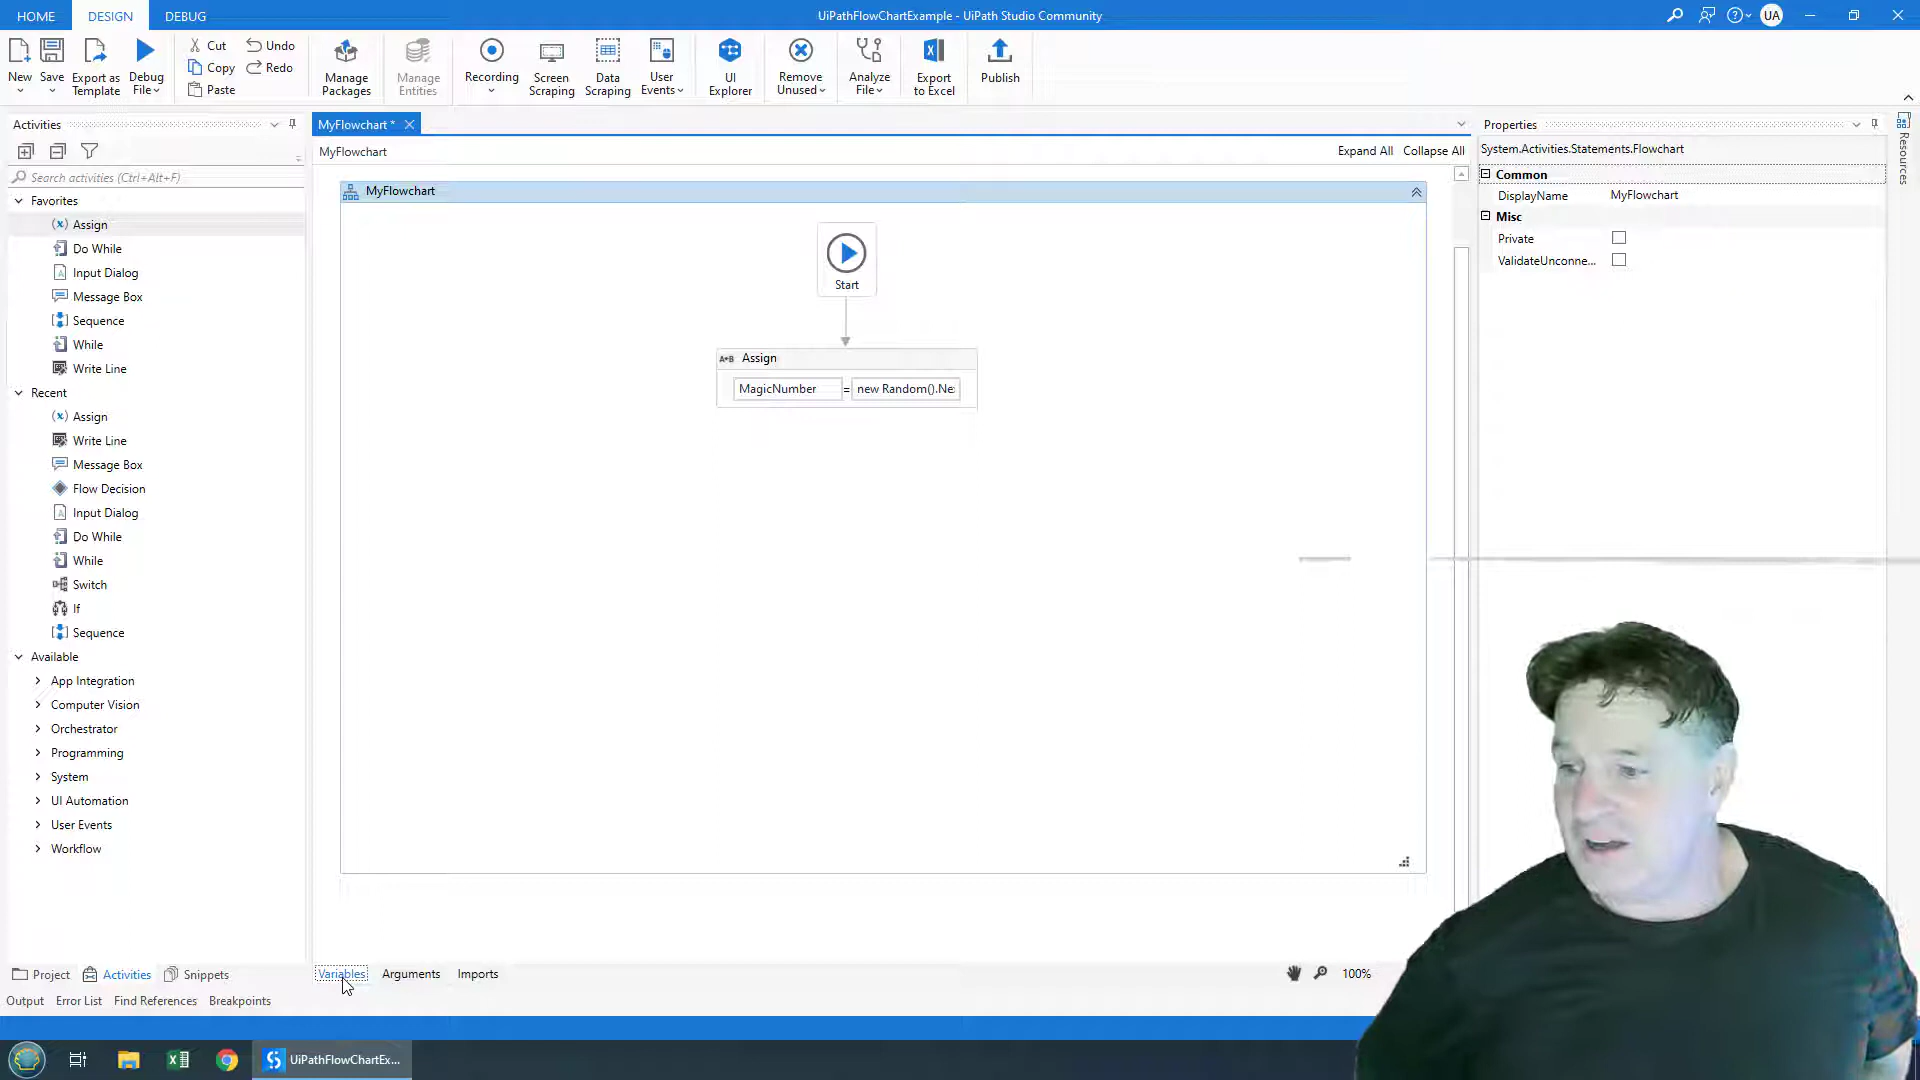 HOME DESIGN DEBUG
UiPathFlowChartExample - UiPath Studio Community
UA
New
Save
Export as
Template
Debug
File
Cut
Copy
Paste
Undo
Redo
Manage
Packages
Manage
Entities
Recording
Screen
Scraping
Data
Scraping
User
Events
UI
Explorer
Remove
Unused
Analyze
File
Export
to Excel
Publish
Activities
Search activities (Ctrl+Alt+F)
Favorites
Assign
Do While
Input Dialog
Message Box
Sequence
While
Write Line
Recent
Assign
Write Line
Message Box
Flow Decision
Input Dialog
Do While
While
Switch
If
Sequence
Available
App Integration
Computer Vision
Orchestrator
Programming
System
UI Automation
User Events
Workflow
Project Activities Snippets
MyFlowchart *
MyFlowchart
Expand All Collapse All
MyFlowchart
Start
A+B Assign
MagicNumber = new Random().Ne
Variables Arguments Imports
100%
Properties
System.Activities.Statements.Flowchart
Common
DisplayName MyFlowchart
Misc
Private
ValidateUnconne...
Resources
Output Error List Find References Breakpoints
UiPathFlowChartEx...